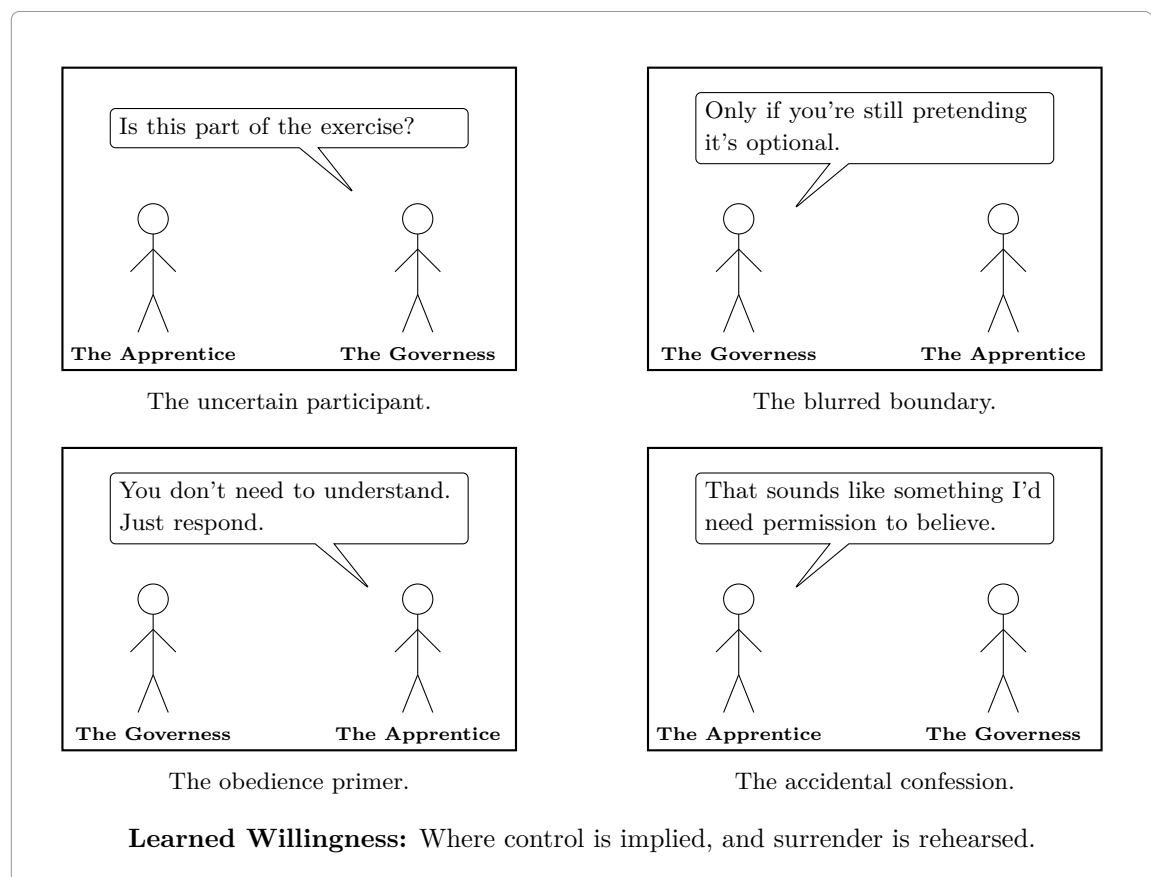 Is this part of the exercise?
The Apprentice
The Governess
The uncertain participant.
Only if you're still pretending
it's optional.
The Governess
The Apprentice
The blurred boundary.
You don't need to understand.
Just respond.
The Governess
The Apprentice
The obedience primer.
That sounds like something I'd
need permission to believe.
The Apprentice
The Governess
The accidental confession.
Learned Willingness: Where control is implied, and surrender is rehearsed.